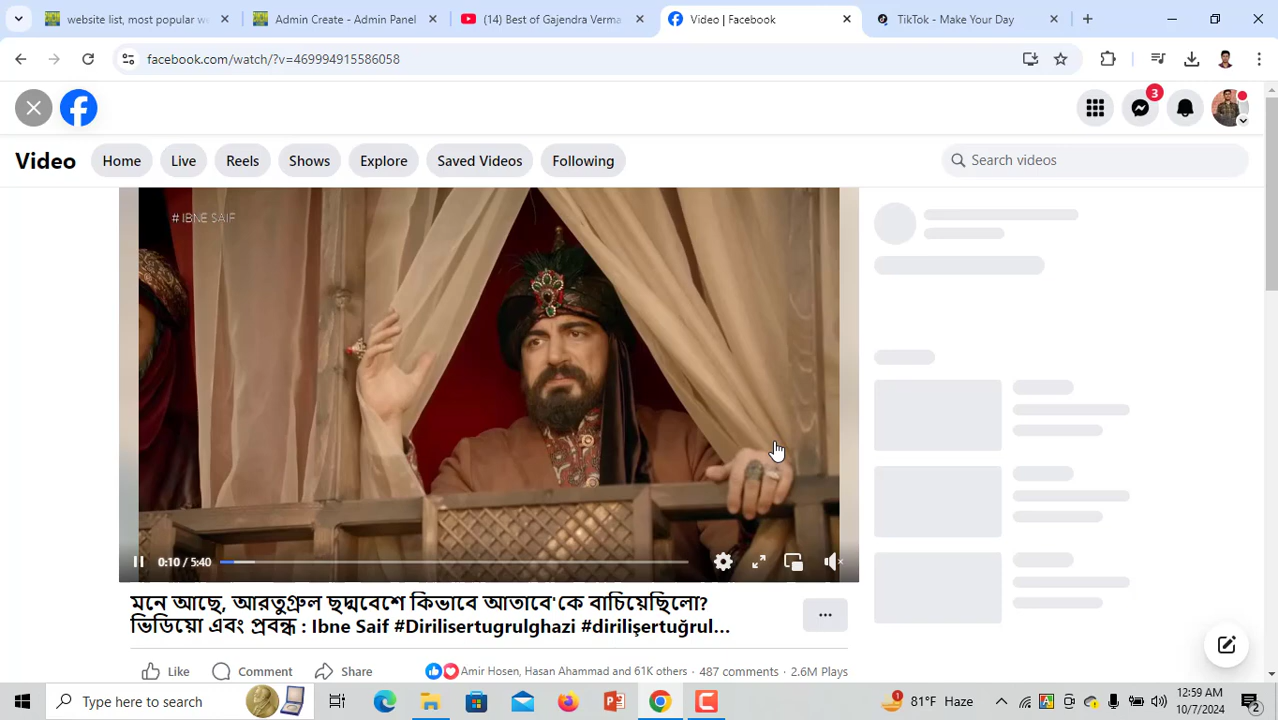 website list, most popular we
Admin Create - Admin Panel
(14) Best of Gajendra Verma
Video | Facebook
TikTok - Make Your Day
facebook.com/watch/?v=469994915586058
3
Video
Home
Live
Reels
Shows
Explore
Saved Videos
Following
Search videos
# IBNE SAIF
0:10 / 5:40
মনে আছে, আরতুগ্রুল ছদ্মবেশে কিভাবে আতাবে'কে বাচিয়েছিলো?
ভিডিয়ো এবং প্রবন্ধ : Ibne Saif #Dirilisertugrulghazi #dirilişertuğrul...
Like
Comment
Share
Amir Hosen, Hasan Ahammad and 61K others · 487 comments · 2.6M Plays
Type here to search
1
81°F Haze
12:59 AM
10/7/2024
2